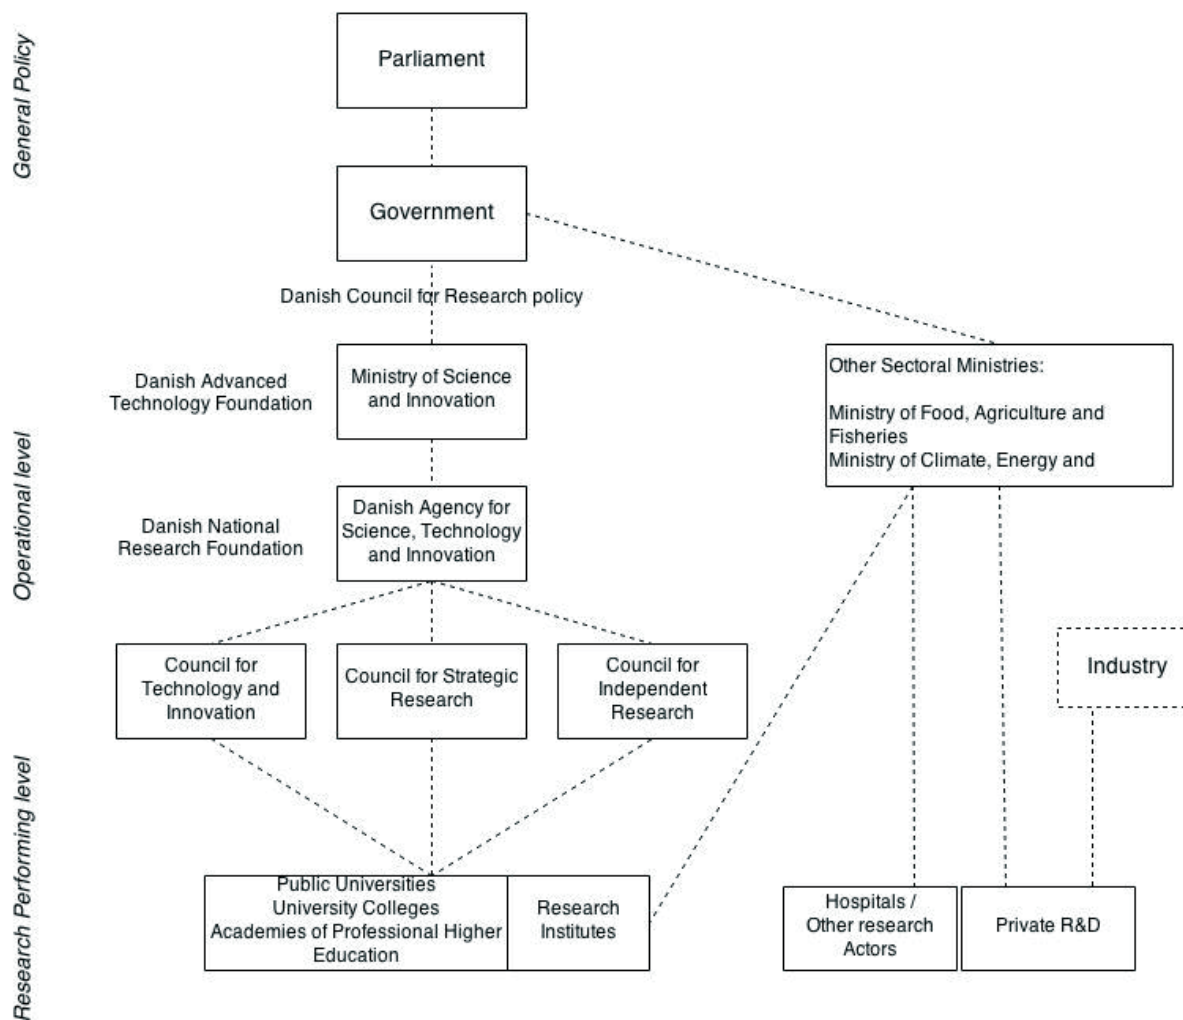 General Policy
Parliament
Government
Danish Council for Research policy
Danish Advanced
Technology Foundation
Ministry of Science
and Innovation
Other Sectoral Ministries:
Ministry of Food, Agriculture and
Fisheries
Ministry of Climate, Energy and
Operational level
Danish National
Research Foundation
Danish Agency for
Science, Technology
and Innovation
Council for
Technology and
Innovation
Council for Strategic
Research
Council for
Independent
Research
Industry
Research Performing level
Public Universities
University Colleges
Academies of Professional Higher
Education
Research
Institutes
Hospitals /
Other research
Actors
Private R&D